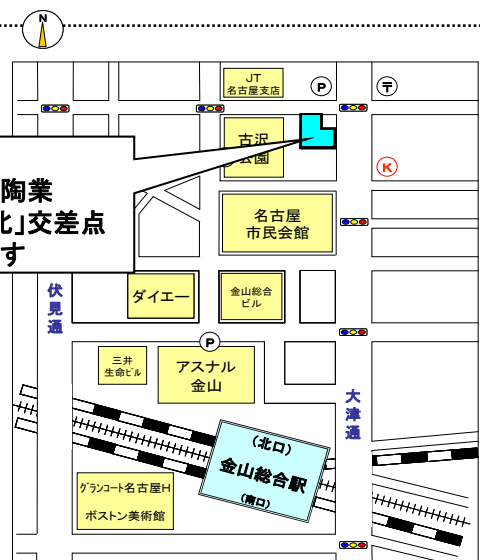 N
JT
名古屋支店
P
〒
古沢
公園
K
陶業
北」交差点
す
名古屋
市民会館
伏見通
ダイエー
金山総合
ビル
P
三井
生命ビル
アスナル
金山
大津通
(北口)
金山総合駅
(南口)
グランコート名古屋H
ボストン美術館